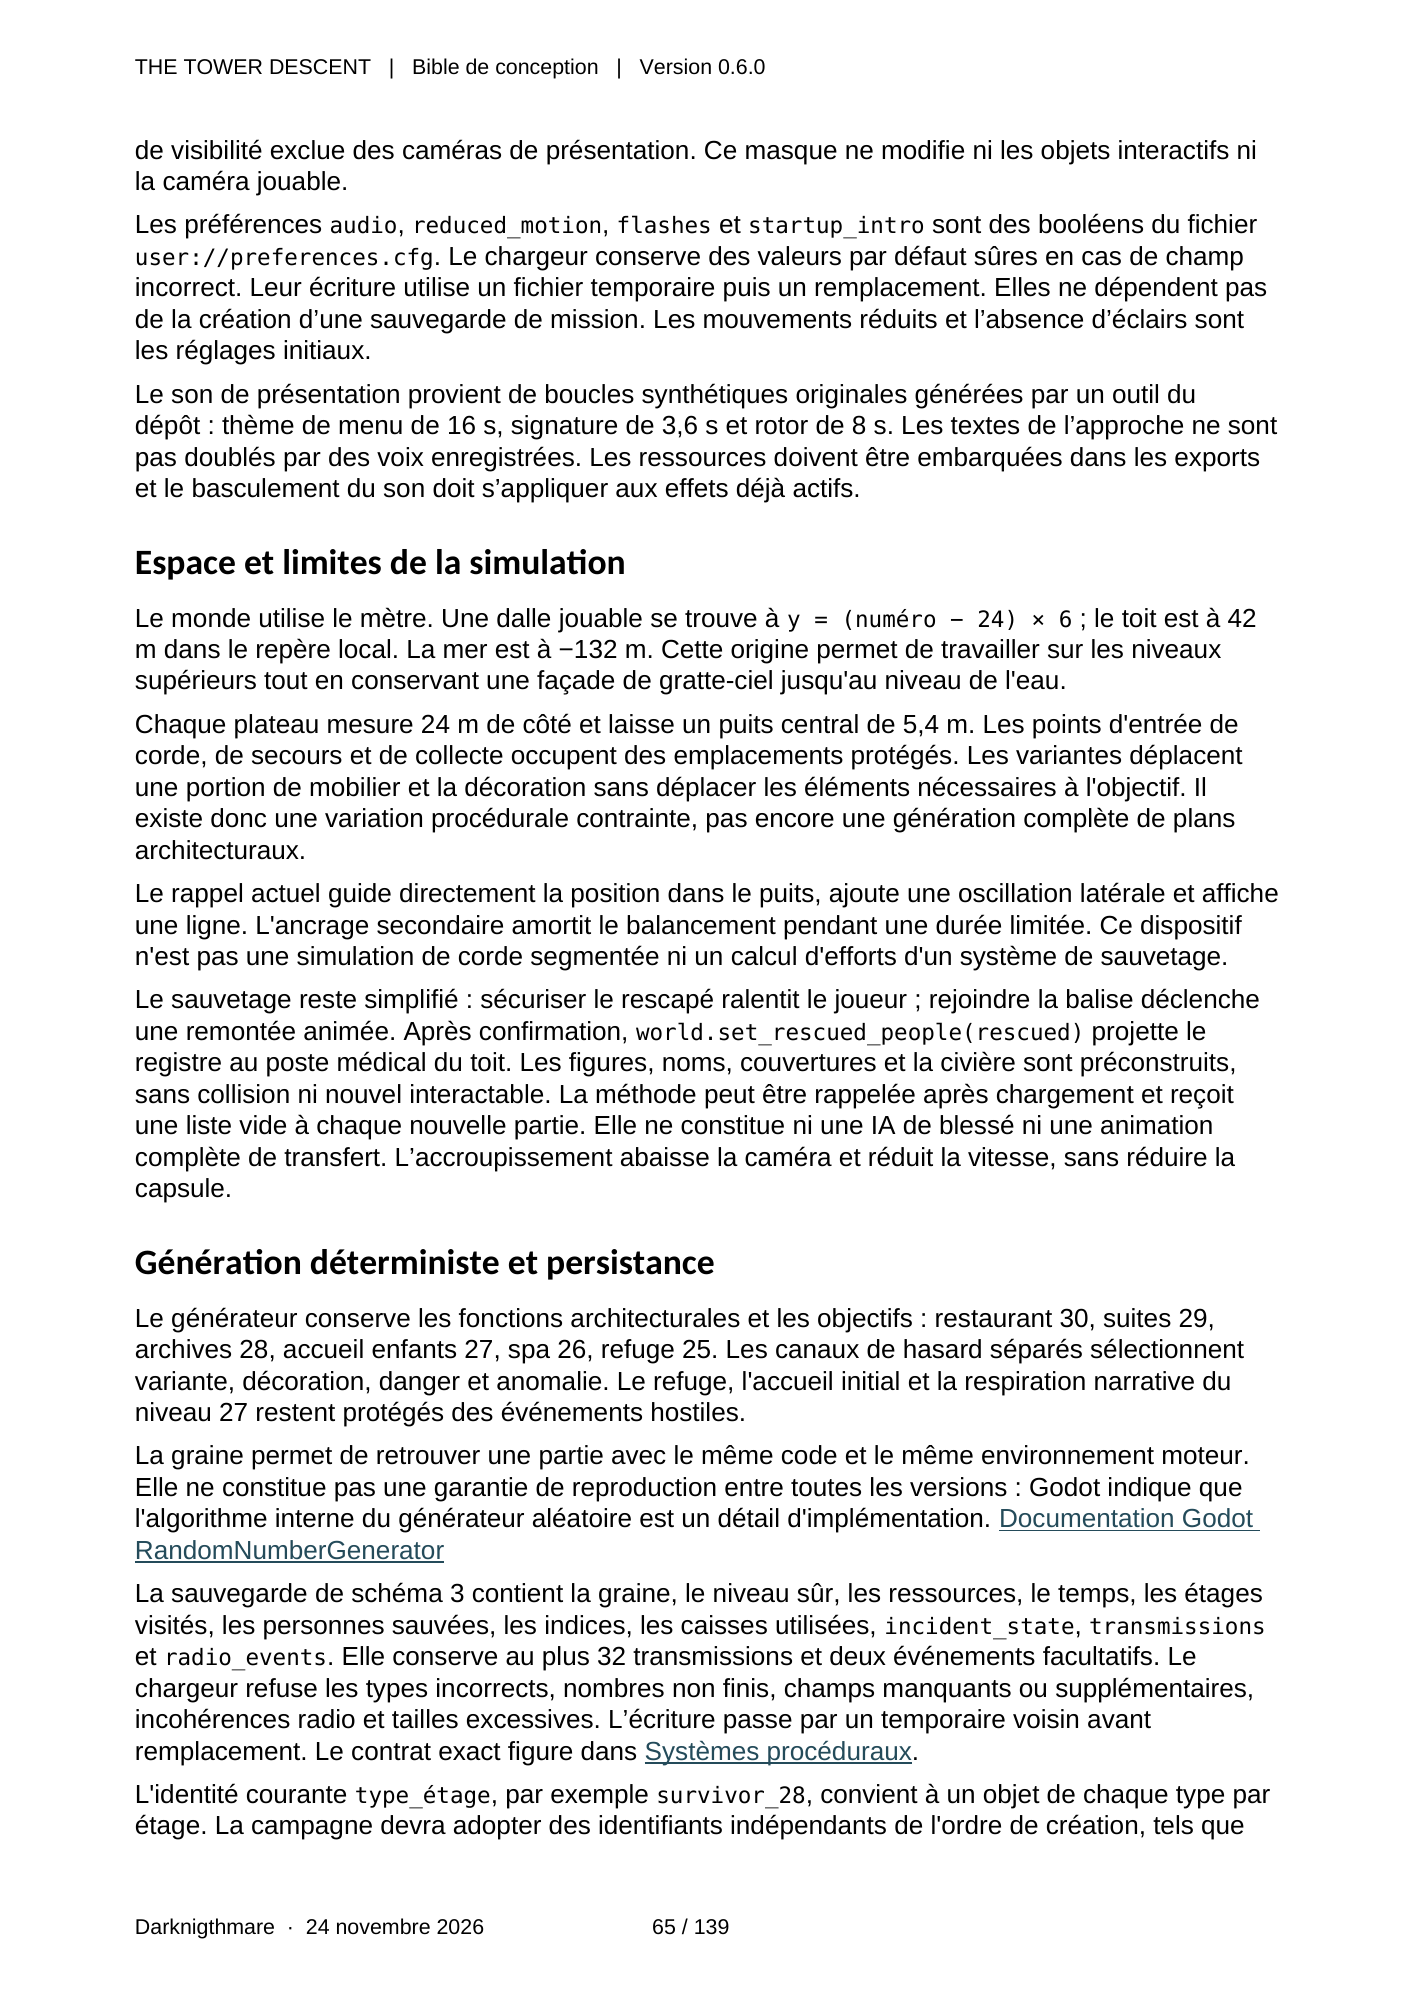 THE TOWER DESCENT | Bible de conception | Version 0.6.0
de visibilité exclue des caméras de présentation. Ce masque ne modifie ni les objets interactifs ni
la caméra jouable.
Les préférences audio, reduced_motion, flashes et startup_intro sont des booléens du fichier
user://preferences.cfg. Le chargeur conserve des valeurs par défaut sûres en cas de champ
incorrect. Leur écriture utilise un fichier temporaire puis un remplacement. Elles ne dépendent pas
de la création d’une sauvegarde de mission. Les mouvements réduits et l’absence d’éclairs sont
les réglages initiaux.
Le son de présentation provient de boucles synthétiques originales générées par un outil du
dépôt : thème de menu de 16 s, signature de 3,6 s et rotor de 8 s. Les textes de l’approche ne sont
pas doublés par des voix enregistrées. Les ressources doivent être embarquées dans les exports
et le basculement du son doit s’appliquer aux effets déjà actifs.
Espace et limites de la simulation
Le monde utilise le mètre. Une dalle jouable se trouve à y = (numéro − 24) × 6 ; le toit est à 42
m dans le repère local. La mer est à −132 m. Cette origine permet de travailler sur les niveaux
supérieurs tout en conservant une façade de gratte-ciel jusqu'au niveau de l'eau.
Chaque plateau mesure 24 m de côté et laisse un puits central de 5,4 m. Les points d'entrée de
corde, de secours et de collecte occupent des emplacements protégés. Les variantes déplacent
une portion de mobilier et la décoration sans déplacer les éléments nécessaires à l'objectif. Il
existe donc une variation procédurale contrainte, pas encore une génération complète de plans
architecturaux.
Le rappel actuel guide directement la position dans le puits, ajoute une oscillation latérale et affiche
une ligne. L'ancrage secondaire amortit le balancement pendant une durée limitée. Ce dispositif
n'est pas une simulation de corde segmentée ni un calcul d'efforts d'un système de sauvetage.
Le sauvetage reste simplifié : sécuriser le rescapé ralentit le joueur ; rejoindre la balise déclenche
une remontée animée. Après confirmation, world.set_rescued_people(rescued) projette le
registre au poste médical du toit. Les figures, noms, couvertures et la civière sont préconstruits,
sans collision ni nouvel interactable. La méthode peut être rappelée après chargement et reçoit
une liste vide à chaque nouvelle partie. Elle ne constitue ni une IA de blessé ni une animation
complète de transfert. L’accroupissement abaisse la caméra et réduit la vitesse, sans réduire la
capsule.
Génération déterministe et persistance
Le générateur conserve les fonctions architecturales et les objectifs : restaurant 30, suites 29,
archives 28, accueil enfants 27, spa 26, refuge 25. Les canaux de hasard séparés sélectionnent
variante, décoration, danger et anomalie. Le refuge, l'accueil initial et la respiration narrative du
niveau 27 restent protégés des événements hostiles.
La graine permet de retrouver une partie avec le même code et le même environnement moteur.
Elle ne constitue pas une garantie de reproduction entre toutes les versions : Godot indique que
l'algorithme interne du générateur aléatoire est un détail d'implémentation. Documentation Godot
RandomNumberGenerator
La sauvegarde de schéma 3 contient la graine, le niveau sûr, les ressources, le temps, les étages
visités, les personnes sauvées, les indices, les caisses utilisées, incident_state, transmissions
et radio_events. Elle conserve au plus 32 transmissions et deux événements facultatifs. Le
chargeur refuse les types incorrects, nombres non finis, champs manquants ou supplémentaires,
incohérences radio et tailles excessives. L’écriture passe par un temporaire voisin avant
remplacement. Le contrat exact figure dans Systèmes procéduraux.
L'identité courante type_étage, par exemple survivor_28, convient à un objet de chaque type par
étage. La campagne devra adopter des identifiants indépendants de l'ordre de création, tels que
Darknigthmare · 24 novembre 2026 65 / 139